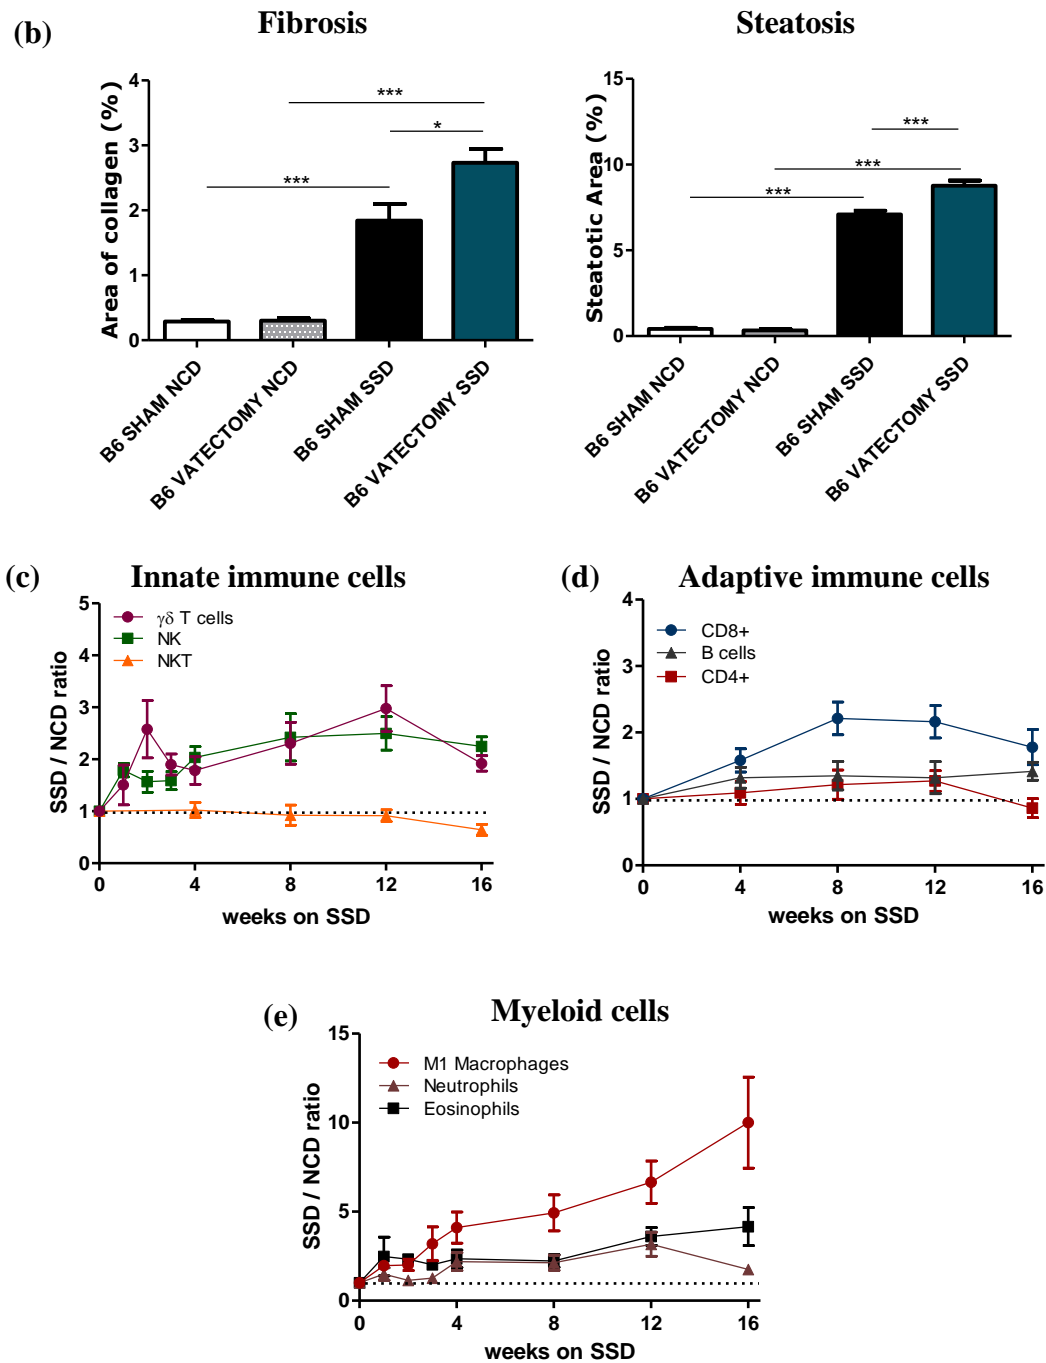 (b)
Fibrosis
Steatosis
Area of collagen (%)
4
3
2
1
0
***
*
***
B6 SHAM NCD
B6 VATECTOMY NCD
B6 SHAM SSD
B6 VATECTOMY SSD
Steatotic Area (%)
15
10
5
0
***
***
***
B6 SHAM NCD
B6 VATECTOMY NCD
B6 SHAM SSD
B6 VATECTOMY SSD
(c)
Innate immune cells
SSD / NCD ratio
5
4
3
2
1
0
γδ T cells
NK
NKT
0 4 8 12 16
weeks on SSD
(d)
Adaptive immune cells
SSD / NCD ratio
4
3
2
1
0
CD8+
B cells
CD4+
0 4 8 12 16
weeks on SSD
(e)
Myeloid cells
SSD / NCD ratio
15
10
5
0
M1 Macrophages
Neutrophils
Eosinophils
0 4 8 12 16
weeks on SSD